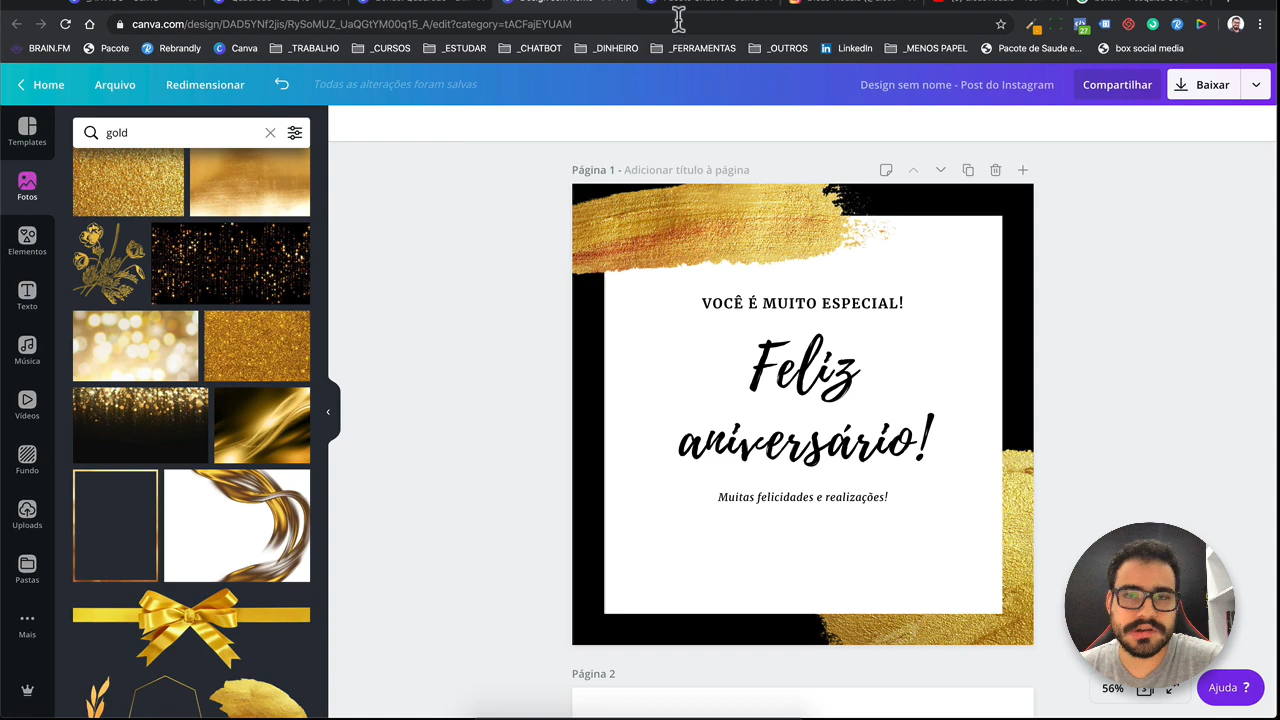 canva.com/design/DAD5YNf2jis/RySoMUZ_UaQGtYM00q15_A/edit?category=tACFajEYUAM
27
BRAIN.FM
Pacote
Rebrandly
Canva
_TRABALHO
_CURSOS
_ESTUDAR
_CHATBOT
_DINHEIRO
_FERRAMENTAS
_OUTROS
LinkedIn
_MENOS PAPEL
Pacote de Saude e...
box social media
Home
Arquivo
Redimensionar
Todas as alterações foram salvas
Design sem nome - Post do Instagram
Compartilhar
Baixar
gold
Templates
Fotos
Elementos
Texto
Música
Vídeos
Fundo
Uploads
Pastas
Mais
Página 1 - Adicionar título à página
VOCÊ É MUITO ESPECIAL!
Feliz
aniversário!
Muitas felicidades e realizações!
Página 2
56%
Ajuda ?